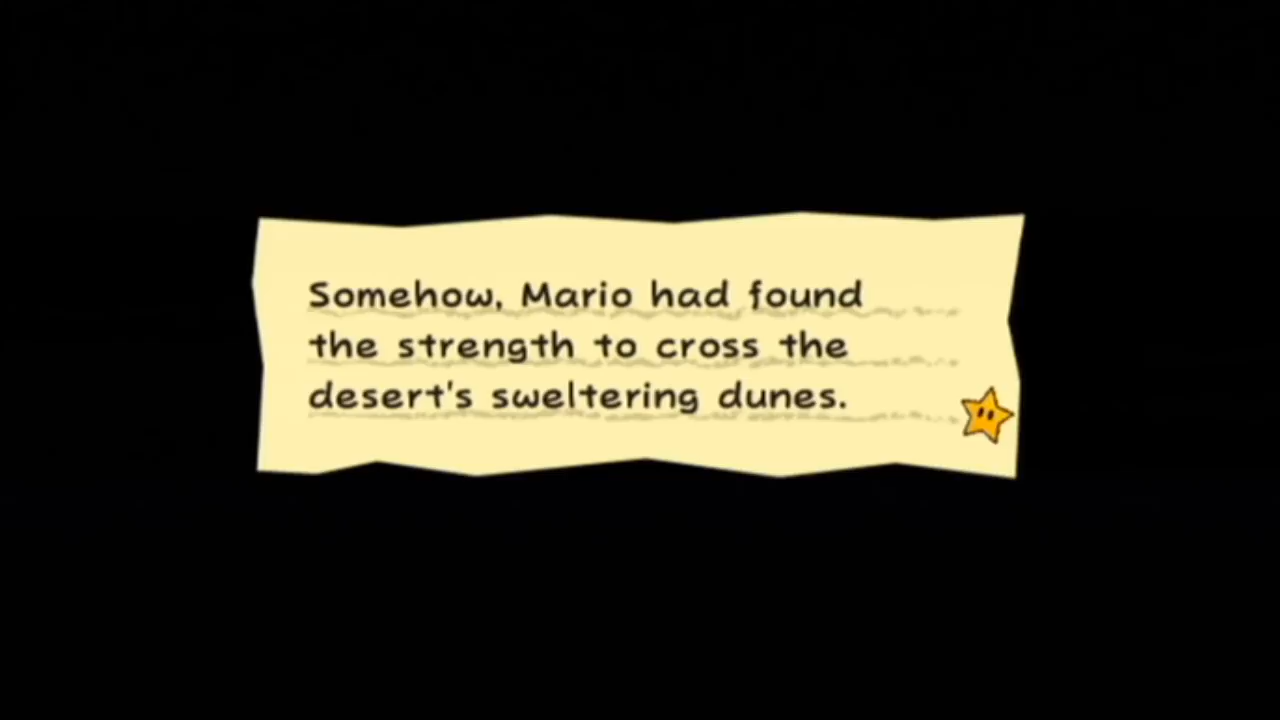 Somehow, Mario had found
the strength to cross the
desert's sweltering dunes.